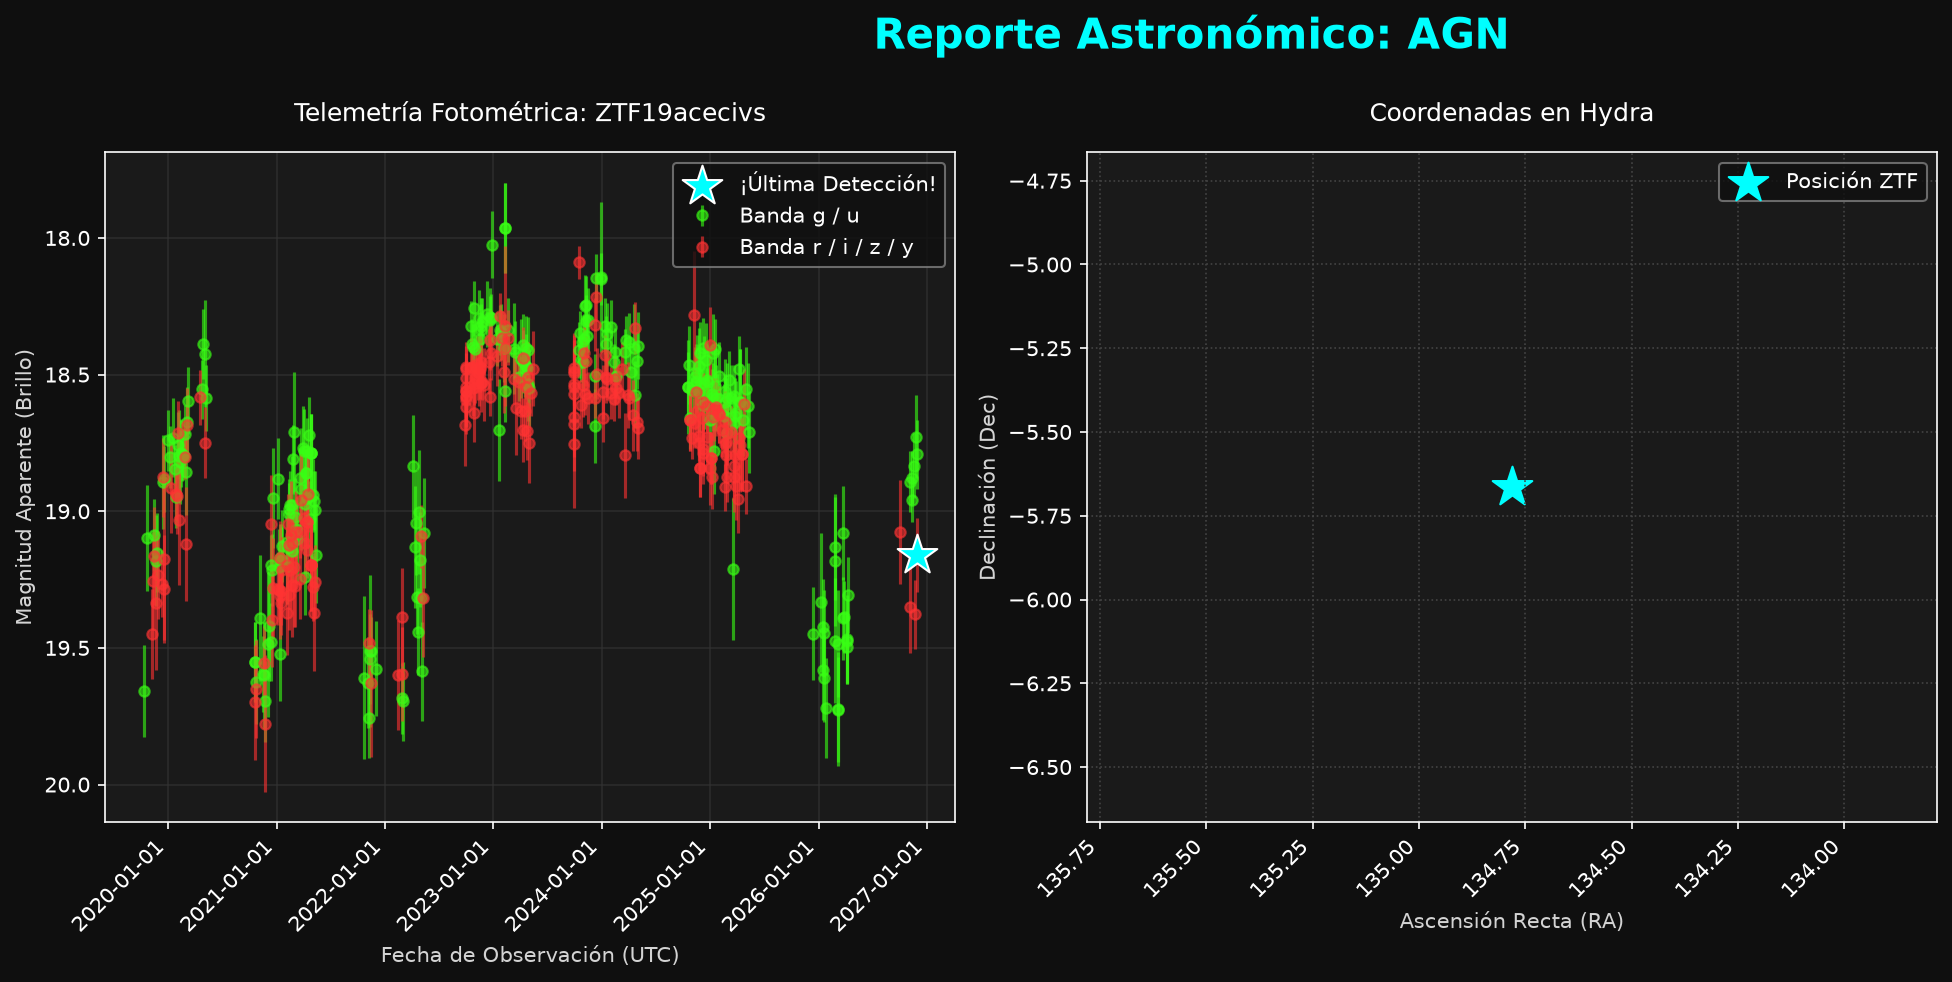 Reporte Astronómico: AGN
Telemetría Fotométrica: ZTF19acecivs
¡Última Detección!
Banda g / u
Banda r / i / z / y
Magnitud Aparente (Brillo)
18.0
18.5
19.0
19.5
20.0
2020-01-01
2021-01-01
2022-01-01
2023-01-01
2024-01-01
2025-01-01
2026-01-01
2027-01-01
Fecha de Observación (UTC)
Coordenadas en Hydra
Posición ZTF
Declinación (Dec)
−4.75
−5.00
−5.25
−5.50
−5.75
−6.00
−6.25
−6.50
135.75
135.50
135.25
135.00
134.75
134.50
134.25
134.00
Ascensión Recta (RA)